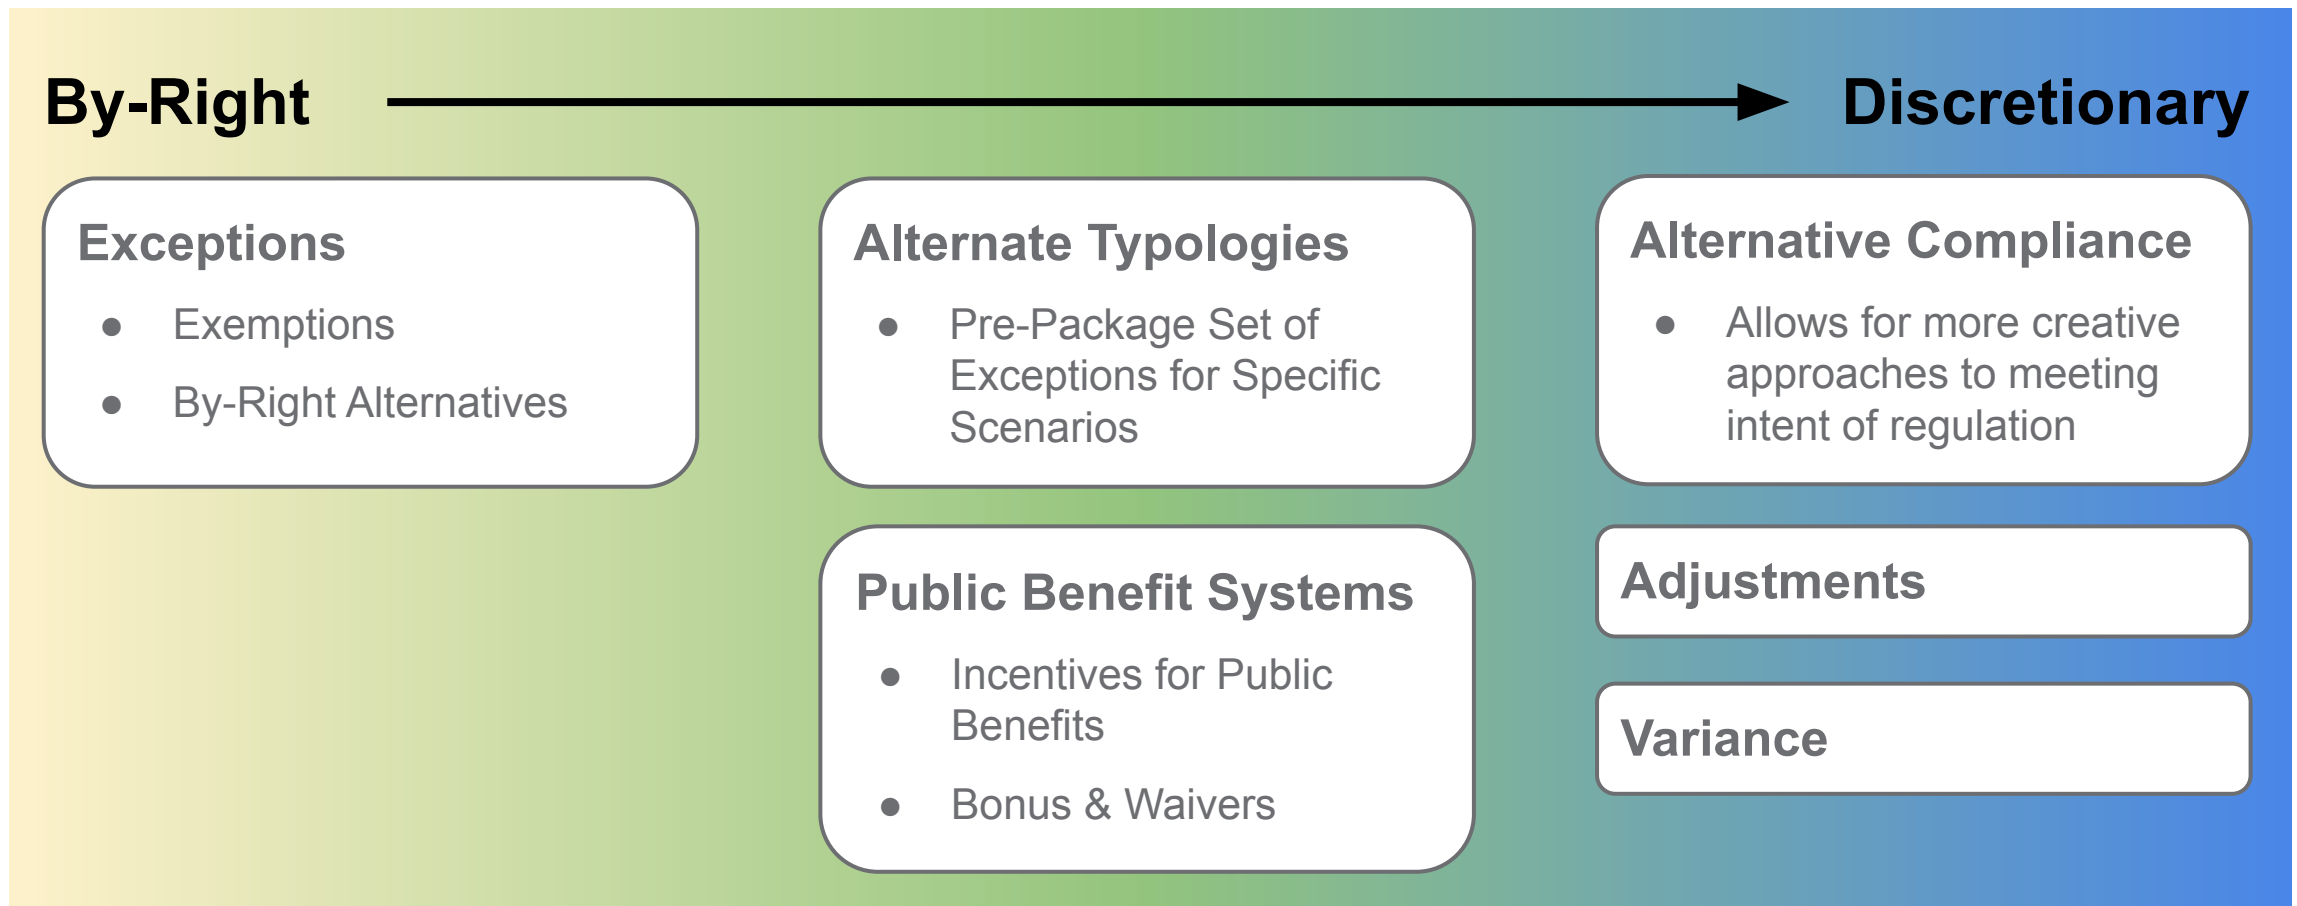 By-Right
Discretionary
Exceptions
● Exemptions
● By-Right Alternatives
Alternate Typologies
● Pre-Package Set of
Exceptions for Specific
Scenarios
Public Benefit Systems
● Incentives for Public
Benefits
● Bonus & Waivers
Alternative Compliance
● Allows for more creative
approaches to meeting
intent of regulation
Adjustments
Variance